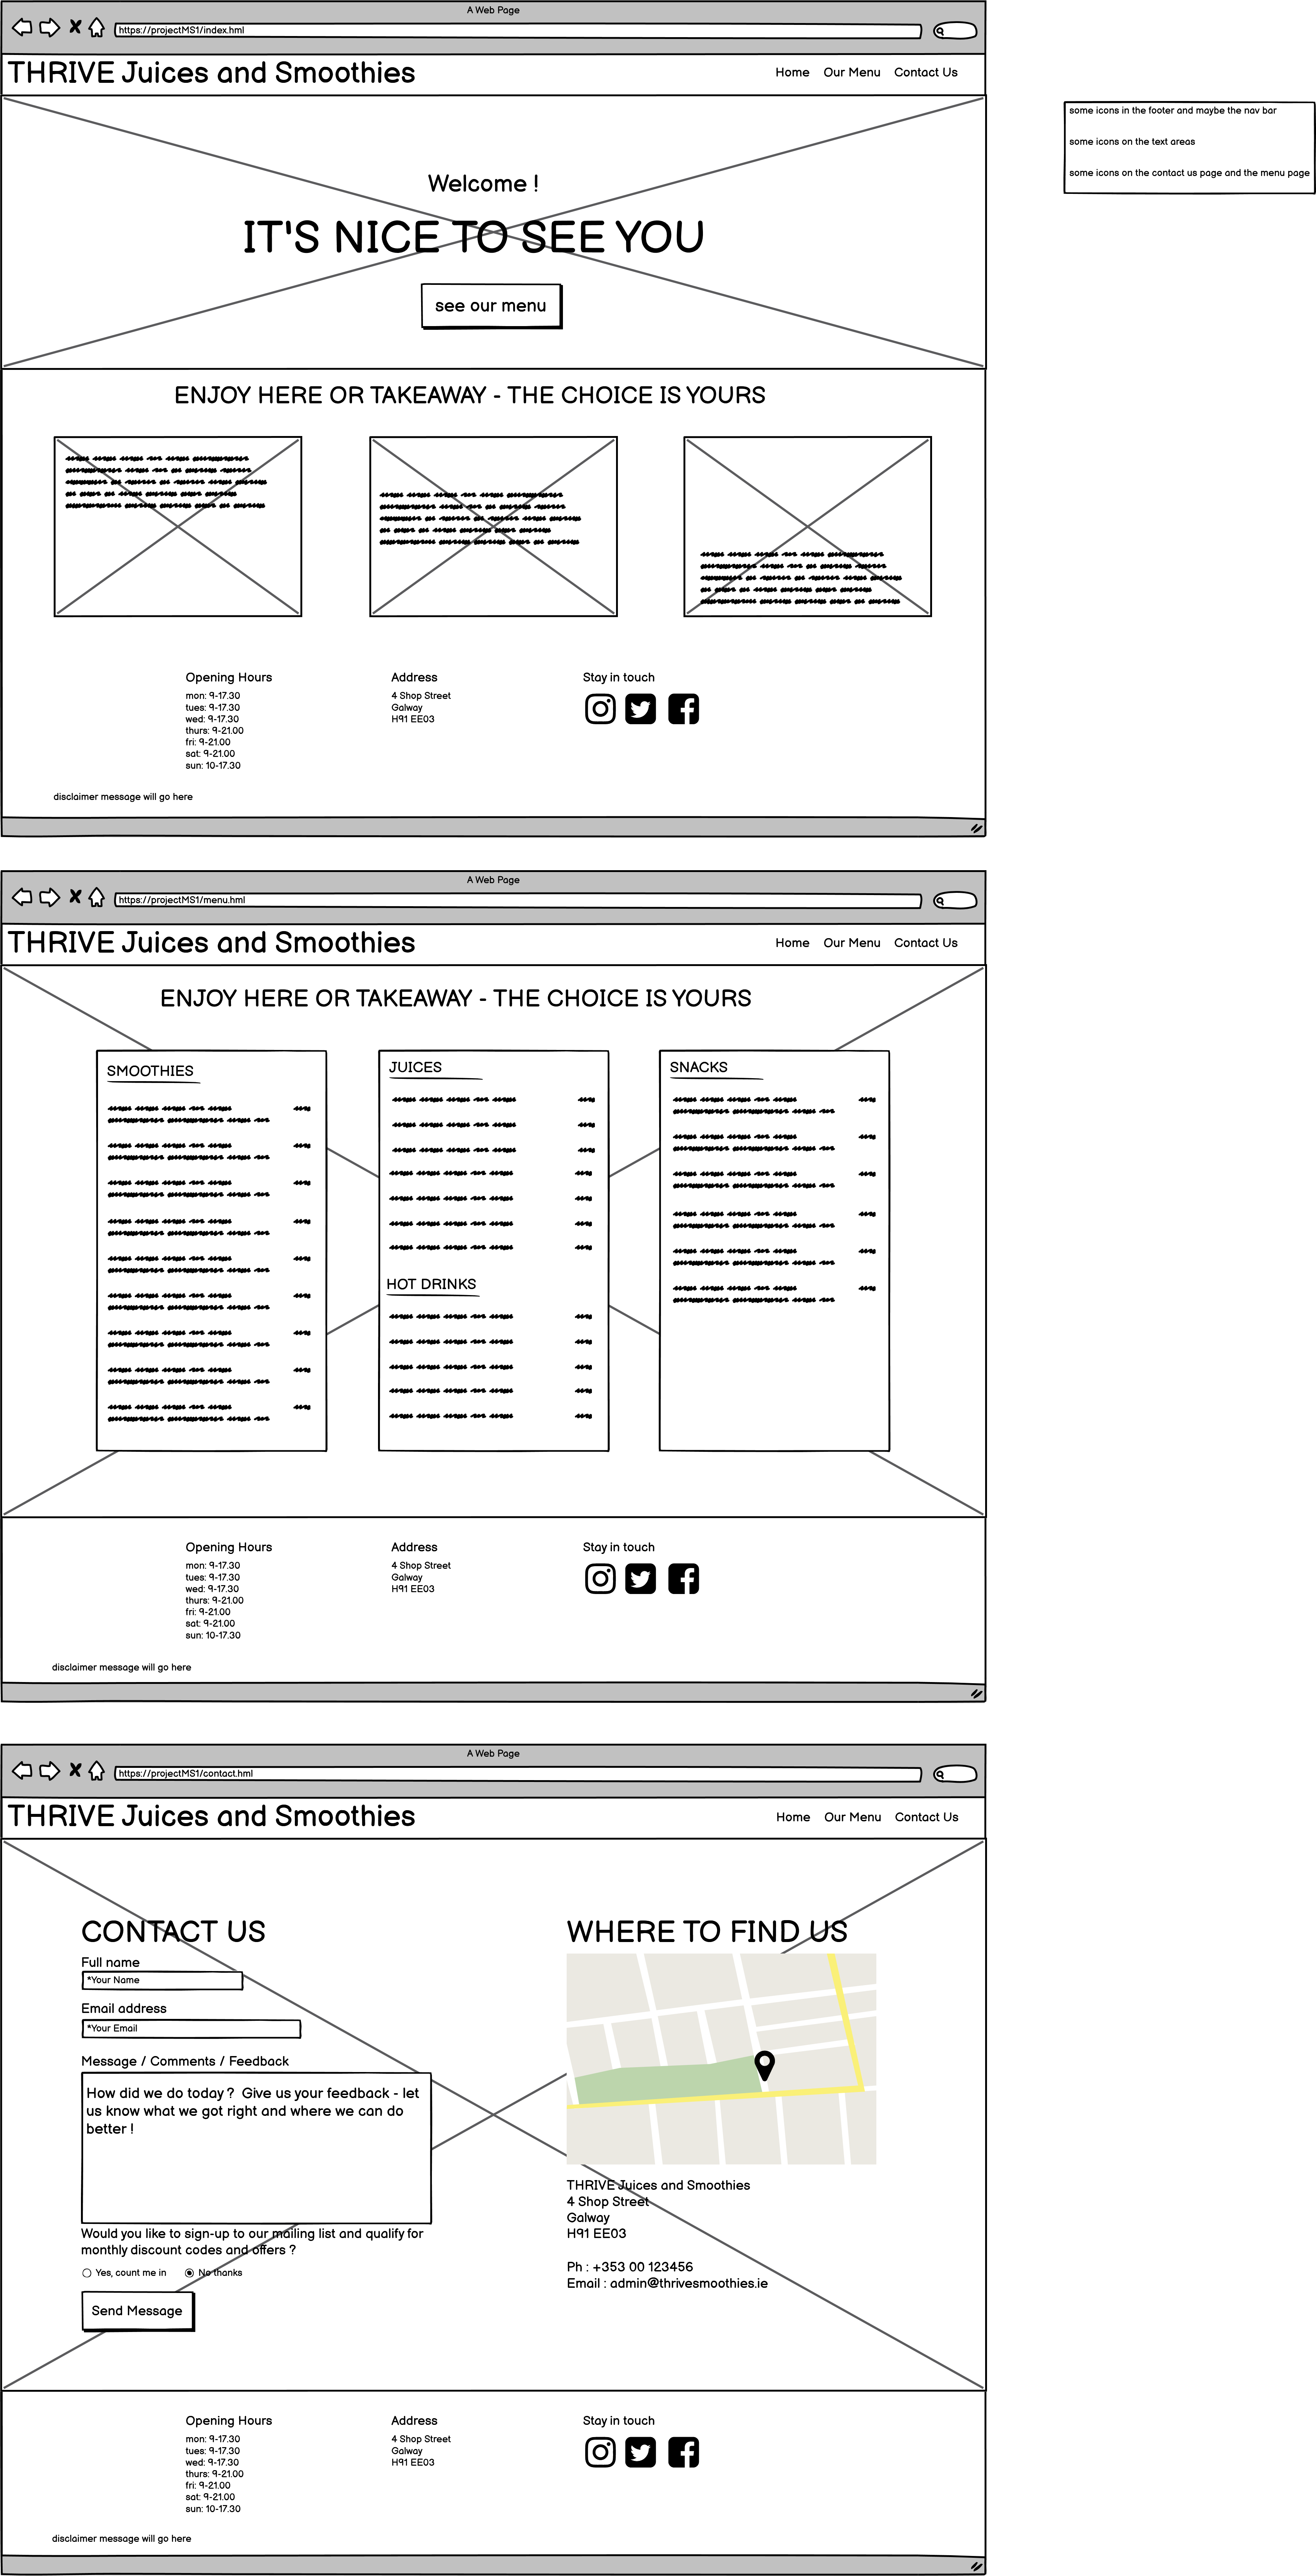 A Web Page
https://projectMS1/index.hml
THRIVE Juices and Smoothies
Home Our Menu Contact Us
some icons in the footer and maybe the nav bar
some icons on the text areas
some icons on the contact us page and the menu page
Welcome !
IT'S NICE TO SEE YOU
see our menu
ENJOY HERE OR TAKEAWAY - THE CHOICE IS YOURS
Opening Hours
mon: 9-17.30
tues: 9-17.30
wed: 9-17.30
thurs: 9-21.00
fri: 9-21.00
sat: 9-21.00
sun: 10-17.30
Address
4 Shop Street
Galway
H91 EE03
Stay in touch
disclaimer message will go here
A Web Page
https://projectMS1/menu.hml
THRIVE Juices and Smoothies
Home Our Menu Contact Us
ENJOY HERE OR TAKEAWAY - THE CHOICE IS YOURS
SMOOTHIES
JUICES
HOT DRINKS
SNACKS
Opening Hours
mon: 9-17.30
tues: 9-17.30
wed: 9-17.30
thurs: 9-21.00
fri: 9-21.00
sat: 9-21.00
sun: 10-17.30
Address
4 Shop Street
Galway
H91 EE03
Stay in touch
disclaimer message will go here
A Web Page
https://projectMS1/contact.hml
THRIVE Juices and Smoothies
Home Our Menu Contact Us
CONTACT US
Full name
*Your Name
Email address
*Your Email
Message / Comments / Feedback
How did we do today ? Give us your feedback - let
us know what we got right and where we can do
better !
Would you like to sign-up to our mailing list and qualify for
monthly discount codes and offers ?
Yes, count me in No thanks
Send Message
WHERE TO FIND US
THRIVE Juices and Smoothies
4 Shop Street
Galway
H91 EE03
Ph : +353 00 123456
Email : admin@thrivesmoothies.ie
Opening Hours
mon: 9-17.30
tues: 9-17.30
wed: 9-17.30
thurs: 9-21.00
fri: 9-21.00
sat: 9-21.00
sun: 10-17.30
Address
4 Shop Street
Galway
H91 EE03
Stay in touch
disclaimer message will go here